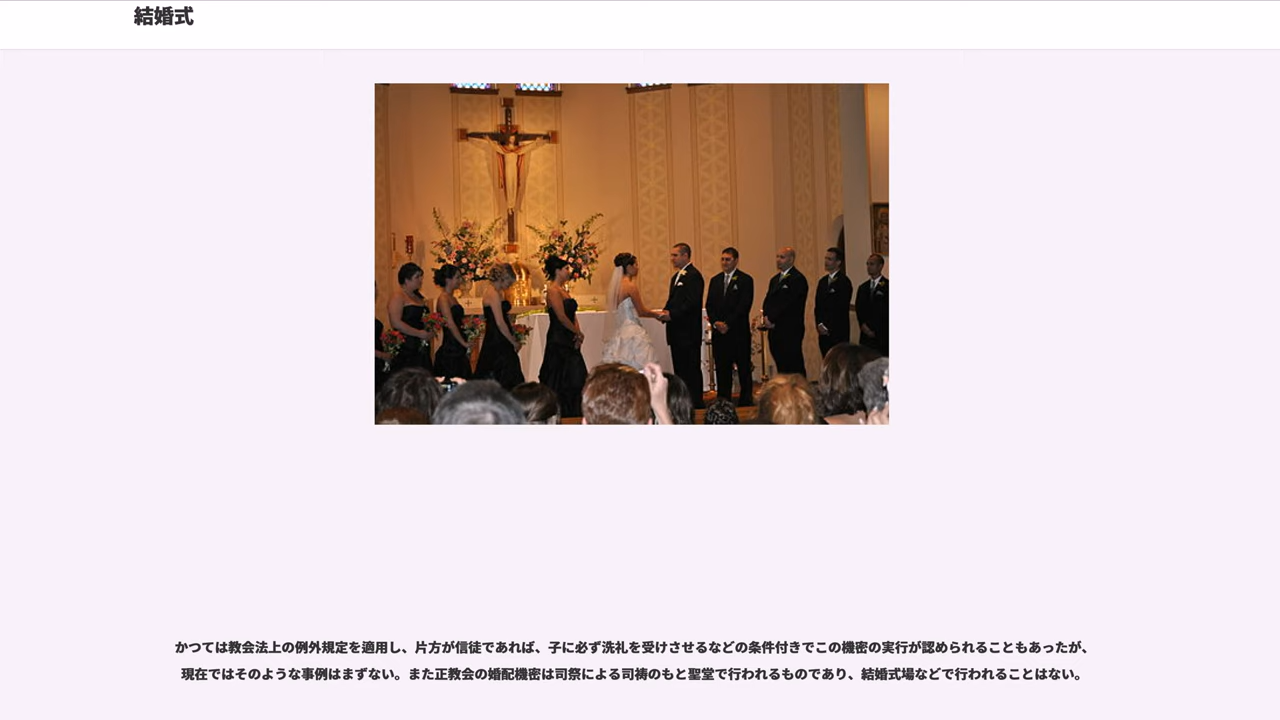 結婚式
かつては教会法上の例外規定を適用し、片方が信徒であれば、子に必ず洗礼を受けさせるなどの条件付きでこの機密の実行が認められることもあったが、
現在ではそのような事例はまずない。また正教会の婚配機密は司祭による司祷のもと聖堂で行われるものであり、結婚式場などで行われることはない。